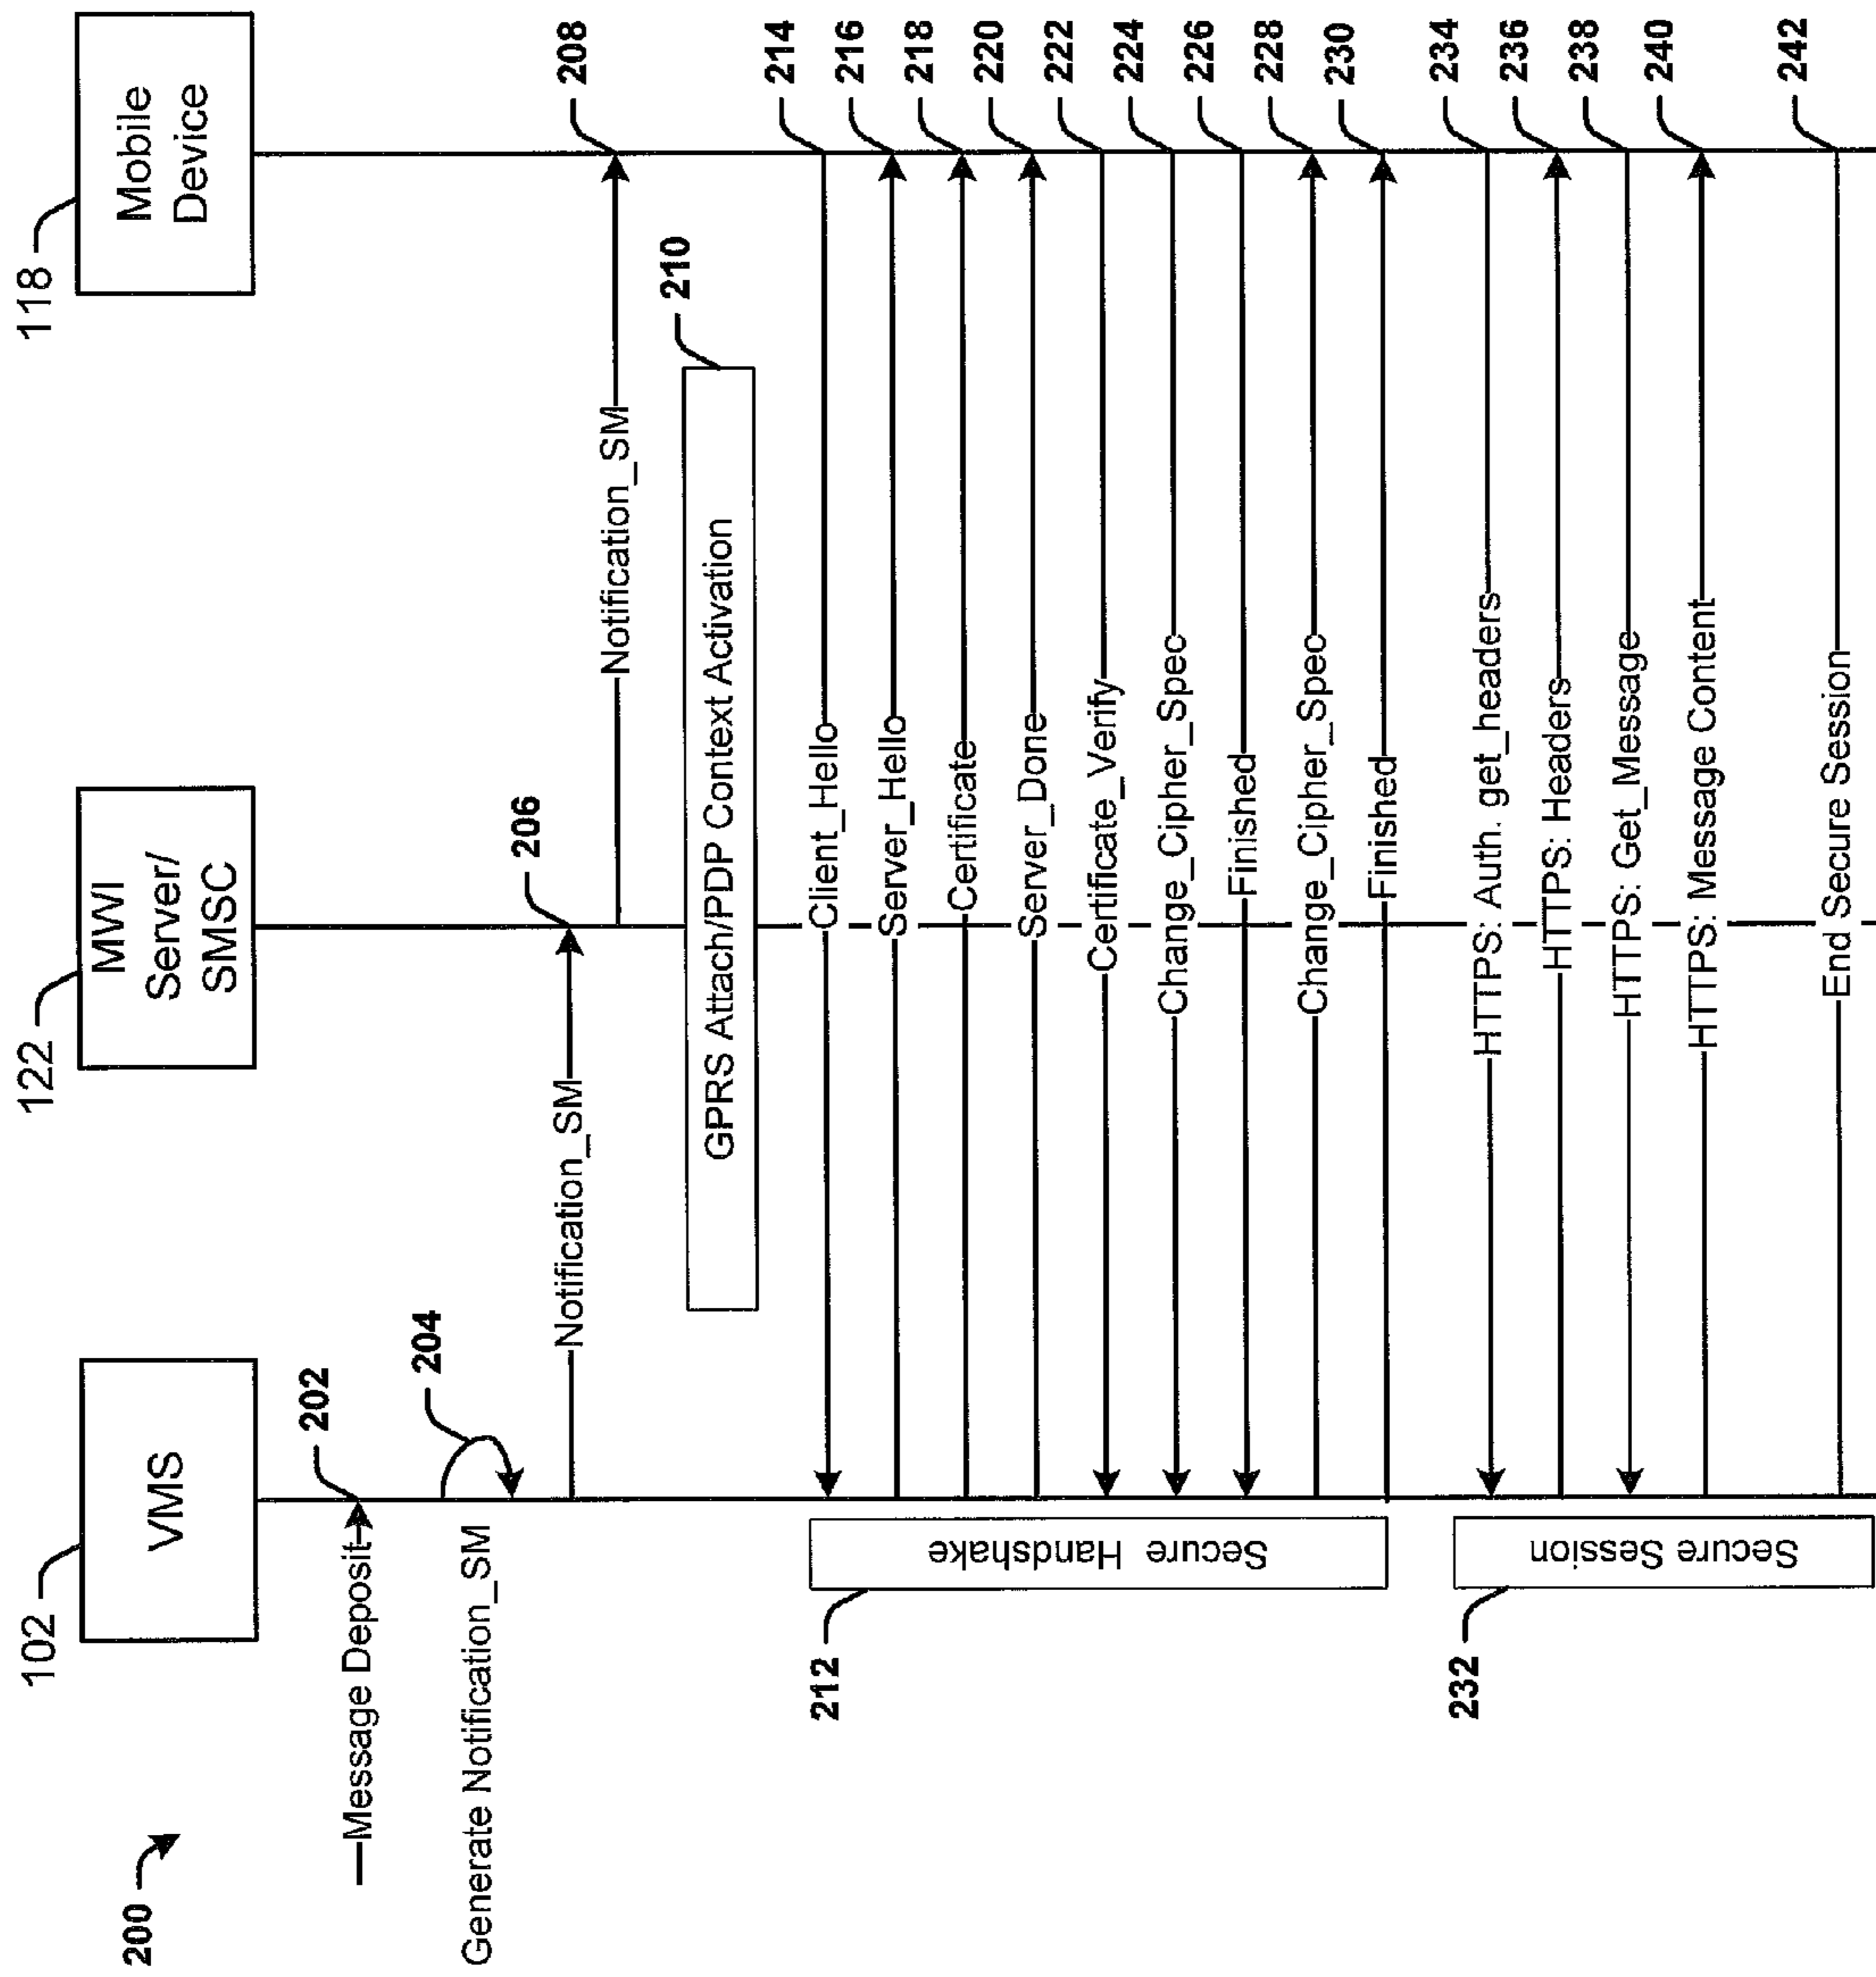 200
102
VMS
122
MWI
Server/
SMSC
118
Mobile
Device
Message Deposit
202
Generate Notification_SM
204
Notification_SM
206
Notification_SM
208
GPRS Attach/PDP Context Activation
210
212
Secure Handshake
Client_Hello
214
Server_Hello
216
Certificate
218
Server_Done
220
Certificate_Verify
222
Change_Cipher_Spec
224
Finished
226
Change_Cipher_Spec
228
Finished
230
232
Secure Session
HTTPS: Auth. get_headers
234
HTTPS: Headers
236
HTTPS: Get_Message
238
HTTPS: Message Content
240
End Secure Session
242